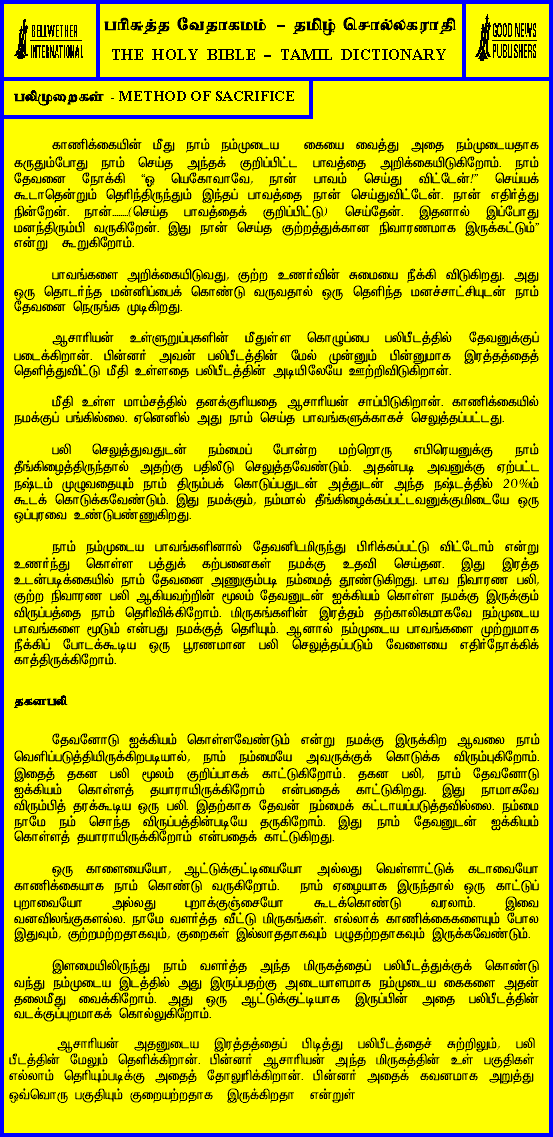 BELLWETHER
INTERNATIONAL
பரிசுத்த வேதாகமம் – தமிழ் சொல்லகராதி
THE HOLY BIBLE – TAMIL DICTIONARY
GOOD NEWS
PUBLISHERS
பலிமுறைகள் - METHOD OF SACRIFICE
காணிக்கையின் மீது நாம் நம்முடைய கையை வைத்து அதை நம்முடையதாக
கருதும்போது நாம் செய்த அந்தக் குறிப்பிட்ட பாவத்தை அறிக்கையிடுகிறோம். நாம்
தேவனை நோக்கி “ஓ யெகோவாவே, நான் பாவம் செய்து விட்டேன்!” செய்யக்
கூடாதென்றும் தெரிந்திருந்தும் இந்தப் பாவத்தை நான் செய்துவிட்டேன். நான் எதிர்த்து
நின்றேன். நான்........(செய்த பாவத்தைக் குறிப்பிட்டு) செய்தேன். இதனால் இப்போது
மனந்திரும்பி வருகிறேன். இது நான் செய்த குற்றத்துக்கான நிவாரணமாக இருக்கட்டும்”
என்று கூறுகிறோம்.
பாவங்களை அறிக்கையிடுவது, குற்ற உணர்வின் சுமையை நீக்கி விடுகிறது. அது
ஒரு தொடர்ந்த மன்னிப்பைக் கொண்டு வருவதால் ஒரு தெளிந்த மனச்சாட்சியுடன் நாம்
தேவனை நெருங்க முடிகிறது.
ஆசாரியன் உள்ளுறுப்புகளின் மீதுள்ள கொழுப்பை பலிபீடத்தில் தேவனுக்குப்
படைக்கிறான். பின்னர் அவன் பலிபீடத்தின் மேல் முன்னும் பின்னுமாக இரத்தத்தைத்
தெளித்துவிட்டு மீதி உள்ளதை பலிபீடத்தின் அடியிலேயே ஊற்றிவிடுகிறான்.
மீதி உள்ள மாம்சத்தில் தனக்குரியதை ஆசாரியன் சாப்பிடுகிறான். காணிக்கையில்
நமக்குப் பங்கில்லை. ஏனெனில் அது நாம் செய்த பாவங்களுக்காகச் செலுத்தப்பட்டது.
பலி செலுத்துவதுடன் நம்மைப் போன்ற மற்றொரு எபிரெயனுக்கு நாம்
தீங்கிழைத்திருந்தால் அதற்கு பதிலீடு செலுத்தவேண்டும். அதன்படி அவனுக்கு ஏற்பட்ட
நஷ்டம் முழுவதையும் நாம் திரும்பக் கொடுப்பதுடன் அத்துடன் அந்த நஷ்டத்தில் 20%ம்
கூடக் கொடுக்கவேண்டும். இது நமக்கும், நம்மால் தீங்கிழைக்கப்பட்டவனுக்குமிடையே ஒரு
ஒப்புரவை உண்டுபண்ணுகிறது.
நாம் நம்முடைய பாவங்களினால் தேவனிடமிருந்து பிரிக்கப்பட்டு விட்டோம் என்று
உணர்ந்து கொள்ள பத்துக் கற்பனைகள் நமக்கு உதவி செய்தன. இது இரத்த
உடன்படிக்கையில் நாம் தேவனை அணுகும்படி நம்மைத் தூண்டுகிறது. பாவ நிவாரண பலி,
குற்ற நிவாரண பலி ஆகியவற்றின் மூலம் தேவனுடன் ஐக்கியம் கொள்ள நமக்கு இருக்கும்
விருப்பத்தை நாம் தெரிவிக்கிறோம். மிருகங்களின் இரத்தம் தற்காலிகமாகவே நம்முடைய
பாவங்களை மூடும் என்பது நமக்குத் தெரியும். ஆனால் நம்முடைய பாவங்களை முற்றுமாக
நீக்கிப் போடக்கூடிய ஒரு பூரணமான பலி செலுத்தப்படும் வேளையை எதிர்நோக்கிக்
காத்திருக்கிறோம்.
தகனபலி
தேவனோடு ஐக்கியம் கொள்ளவேண்டும் என்று நமக்கு இருக்கிற ஆவலை நாம்
வெளிப்படுத்தியிருக்கிறபடியால், நாம் நம்மையே அவருக்குக் கொடுக்க விரும்புகிறோம்.
இதைத் தகன பலி மூலம் குறிப்பாகக் காட்டுகிறோம். தகன பலி, நாம் தேவனோடு
ஐக்கியம் கொள்ளத் தயாராயிருக்கிறோம் என்பதைக் காட்டுகிறது. இது நாமாகவே
விரும்பித் தரக்கூடிய ஒரு பலி. இதற்காக தேவன் நம்மைக் கட்டாயப்படுத்தவில்லை. நம்மை
நாமே நம் சொந்த விருப்பத்தின்படியே தருகிறோம். இது நாம் தேவனுடன் ஐக்கியம்
கொள்ளத் தயாராயிருக்கிறோம் என்பதைக் காட்டுகிறது.
ஒரு காளையையோ, ஆட்டுக்குட்டியையோ அல்லது வெள்ளாட்டுக் கடாவையோ
காணிக்கையாக நாம் கொண்டு வருகிறோம். நாம் ஏழையாக இருந்தால் ஒரு காட்டுப்
புறாவையோ அல்லது புறாக்குஞ்சையோ கூடக்கொண்டு வரலாம். இவை
வனவிலங்குகளல்ல. நாமே வளர்த்த வீட்டு மிருகங்கள். எல்லாக் காணிக்கைகளையும் போல
இதுவும், குற்றமற்றதாகவும், குறைகள் இல்லாததாகவும் பழுதற்றதாகவும் இருக்கவேண்டும்.
இளமையிலிருந்து நாம் வளர்த்த அந்த மிருகத்தைப் பலிபீடத்துக்குக் கொண்டு
வந்து நம்முடைய இடத்தில் அது இருப்பதற்கு அடையாளமாக நம்முடைய கைகளை அதன்
தலைமீது வைக்கிறோம். அது ஒரு ஆட்டுக்குட்டியாக இருப்பின் அதை பலிபீடத்தின்
வடக்குப்புறமாகக் கொல்லுகிறோம்.
ஆசாரியன் அதனுடைய இரத்தத்தைப் பிடித்து பலிபீடத்தைச் சுற்றிலும், பலி
பீடத்தின் மேலும் தெளிக்கிறான். பின்னர் ஆசாரியன் அந்த மிருகத்தின் உள் பகுதிகள்
எல்லாம் தெரியும்படிக்கு அதைத் தோலுரிக்கிறான். பின்னர் அதைக் கவனமாக அறுத்து
ஒவ்வொரு பகுதியும் குறையற்றதாக இருக்கிறதா என்றுள்